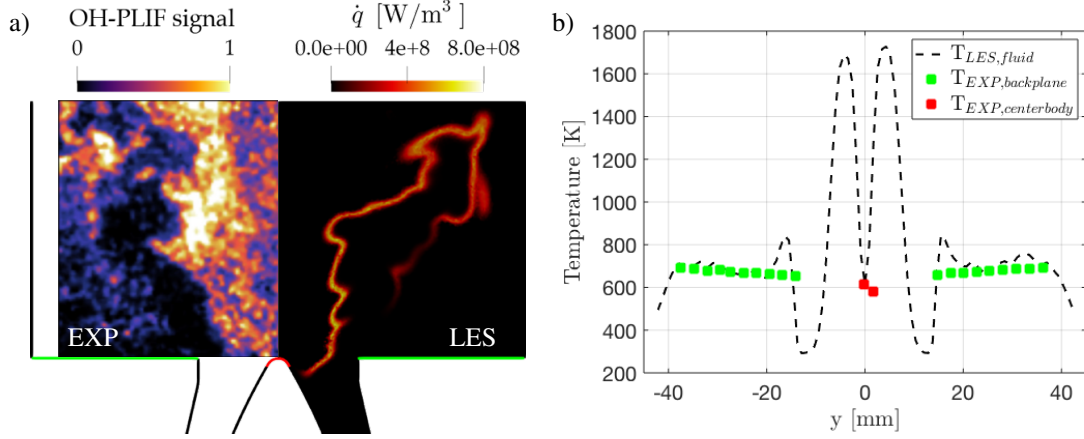 a)
OH-PLIF signal
0 1
q̇ [W/m³ ]
0.0e+00 4e+8 8.0e+08
EXP
LES
b)
1800
1600
1400
1200
1000
800
600
400
200
Temperature [K]
-40 -20 0 20 40
y [mm]
T_LES,fluid
T_EXP,backplane
T_EXP,centerbody